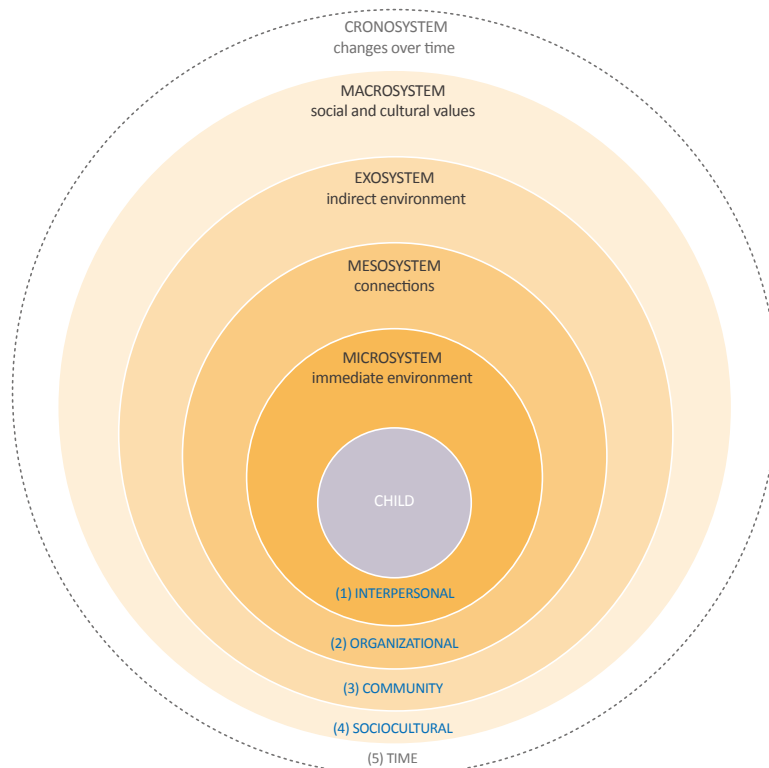 CRONOSYSTEM
changes over time
MACROSYSTEM
social and cultural values
EXOSYSTEM
indirect environment
MESOSYSTEM
connections
MICROSYSTEM
immediate environment
CHILD
(1) INTERPERSONAL
(2) ORGANIZATIONAL
(3) COMMUNITY
(4) SOCIOCULTURAL
(5) TIME